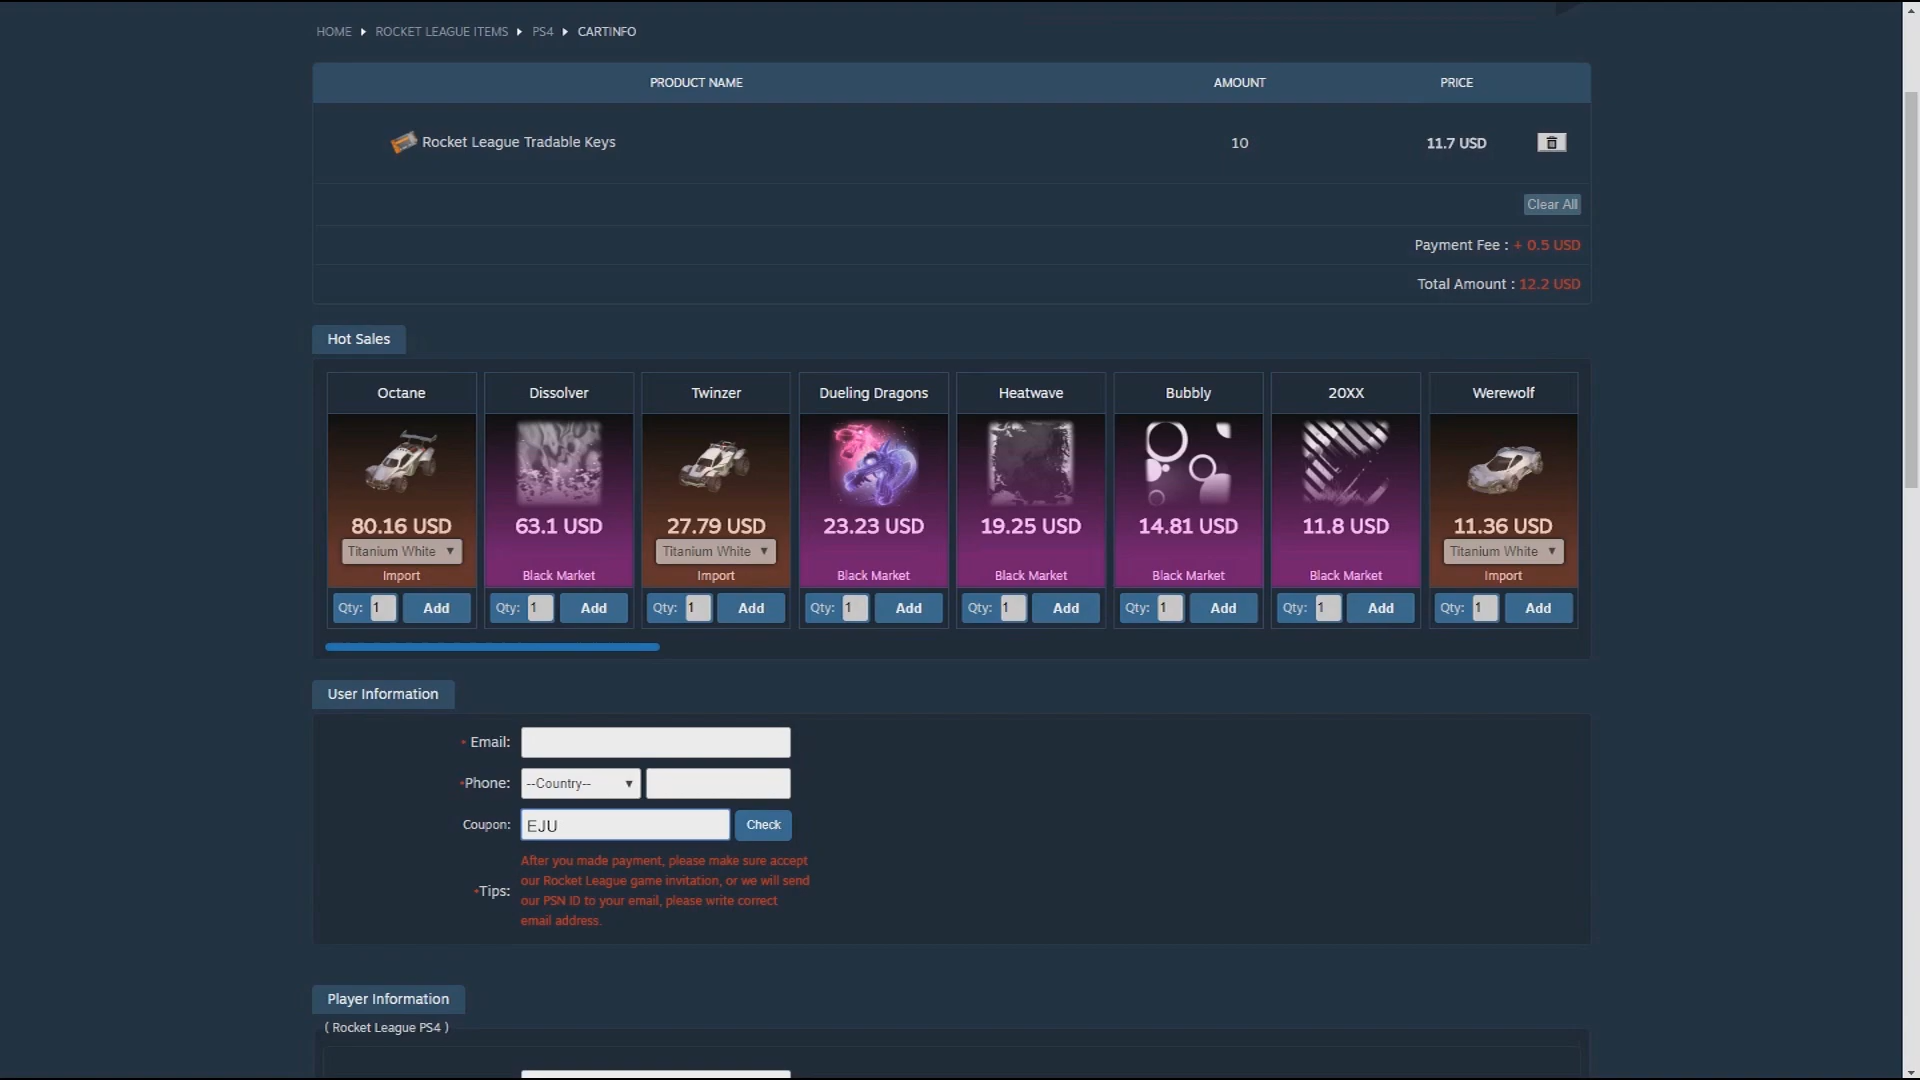 HOME ROCKET LEAGUE ITEMS PS4 CARTINFO
PRODUCT NAME AMOUNT PRICE
Rocket League Tradable Keys 10 11.7 USD
Clear All
Payment Fee : + 0.5 USD
Total Amount : 12.2 USD
Hot Sales
Octane Dissolver Twinzer Dueling Dragons Heatwave Bubbly 20XX Werewolf
80.16 USD 63.1 USD 27.79 USD 23.23 USD 19.25 USD 14.81 USD 11.8 USD 11.36 USD
Titanium White Titanium White Titanium White
Import Black Market Import Black Market Black Market Black Market Black Market Import
Qty: 1 Add Qty: 1 Add Qty: 1 Add Qty: 1 Add Qty: 1 Add Qty: 1 Add Qty: 1 Add Qty: 1 Add
User Information
* Email:
*Phone: --Country--
Coupon: EJU Check
After you made payment, please make sure accept
our Rocket League game invitation, or we will send
*Tips:
our PSN ID to your email, please write correct
email address.
Player Information
( Rocket League PS4 )